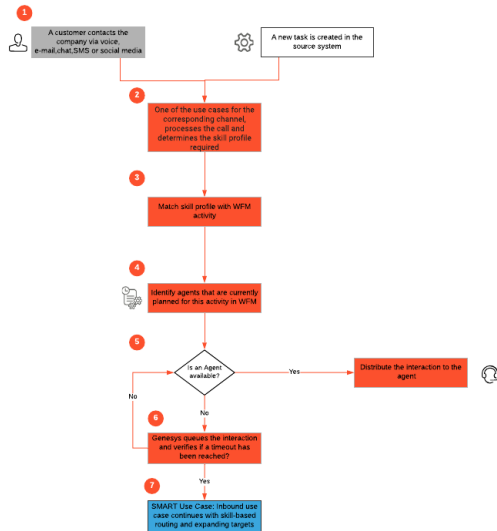 1
A customer contacts the
company via voice,
e-mail,chat,SMS or social media
A new task is created in the
source system
2
One of the use cases for the
corresponding channel,
processes the call and
determines the skill profile
required
3
Match skill profile with WFM
activity
4
Identify agents that are currently
planned for this activity in WFM
5
Is an Agent
available?
Yes
Distribute the interaction to the
agent
No
No
6
Genesys queues the interaction
and verifies if a timeout has
been reached?
Yes
7
SMART Use Case: Inbound use
case continues with skill-based
routing and expanding targets